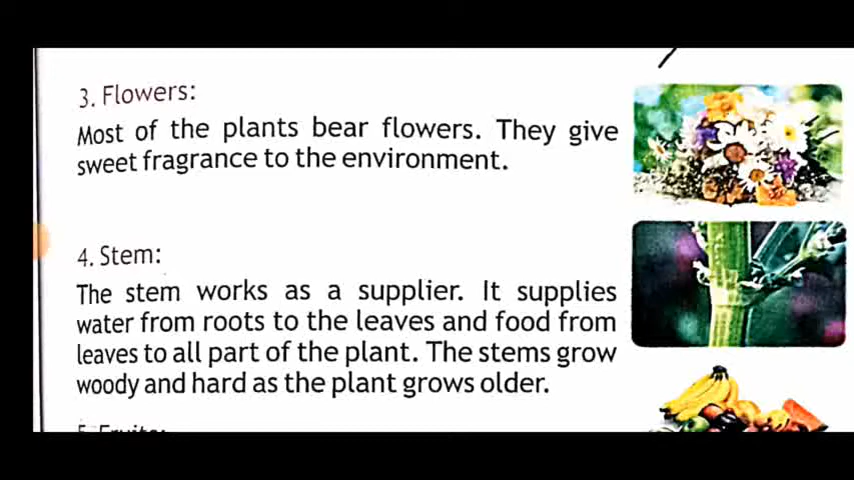 3. Flowers:
Most of the plants bear flowers. They give
sweet fragrance to the environment.
4. Stem:
The stem works as a supplier. It supplies
water from roots to the leaves and food from
leaves to all part of the plant. The stems grow
woody and hard as the plant grows older.
5. Fruits: